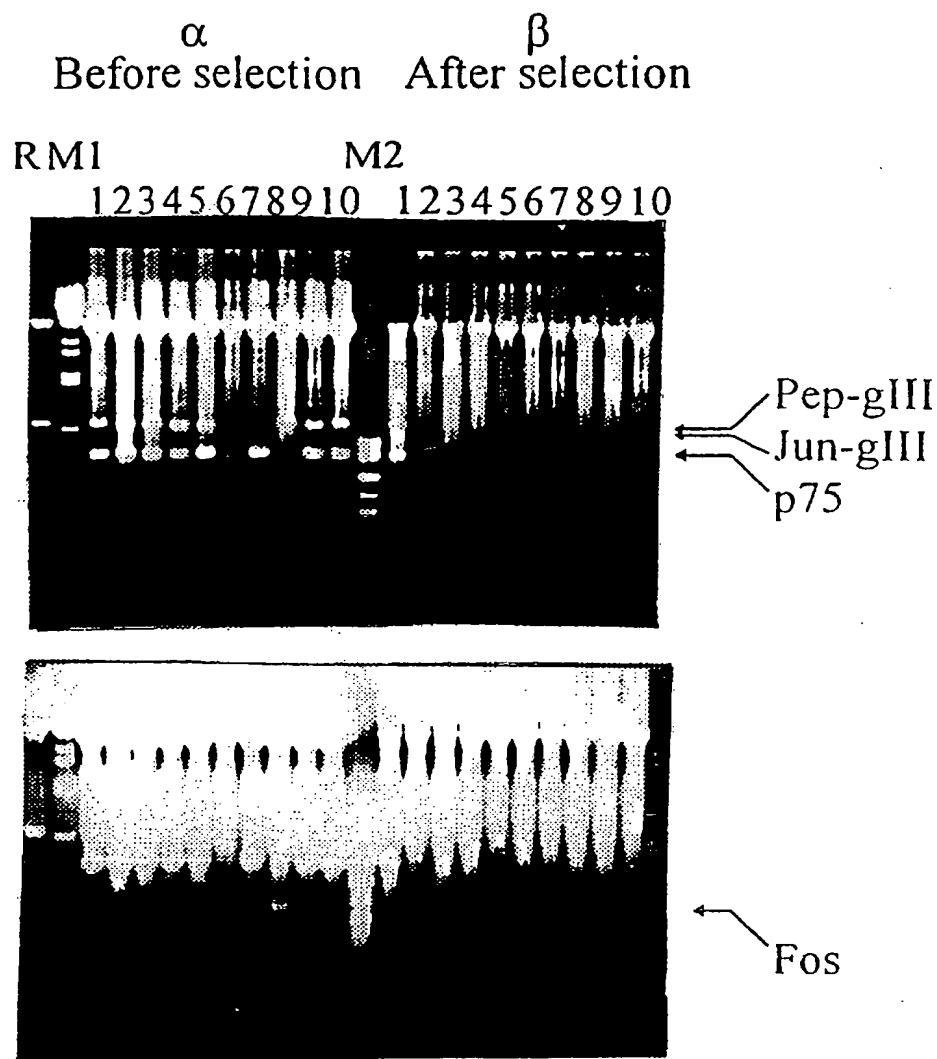 α β
Before selection After selection
R M1 M2
1 2 3 4 5 6 7 8 9 10 1 2 3 4 5 6 7 8 9 10
Pep-gIII
Jun-gIII
p75
Fos